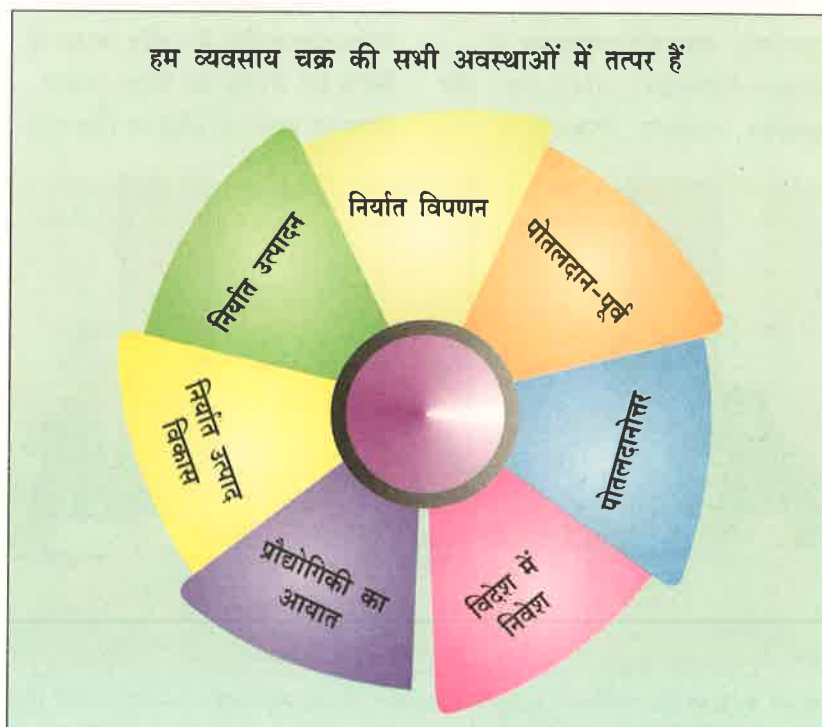 हम व्यवसाय चक्र की सभी अवस्थाओं में तत्पर हैं
निर्यात विपणन
पोतलदान-पूर्व
पोतलदानोत्तर
विदेश में
निवेश
प्रौद्योगिकी का
आयात
निर्यात उत्पाद
विकास
निर्यात उत्पादन